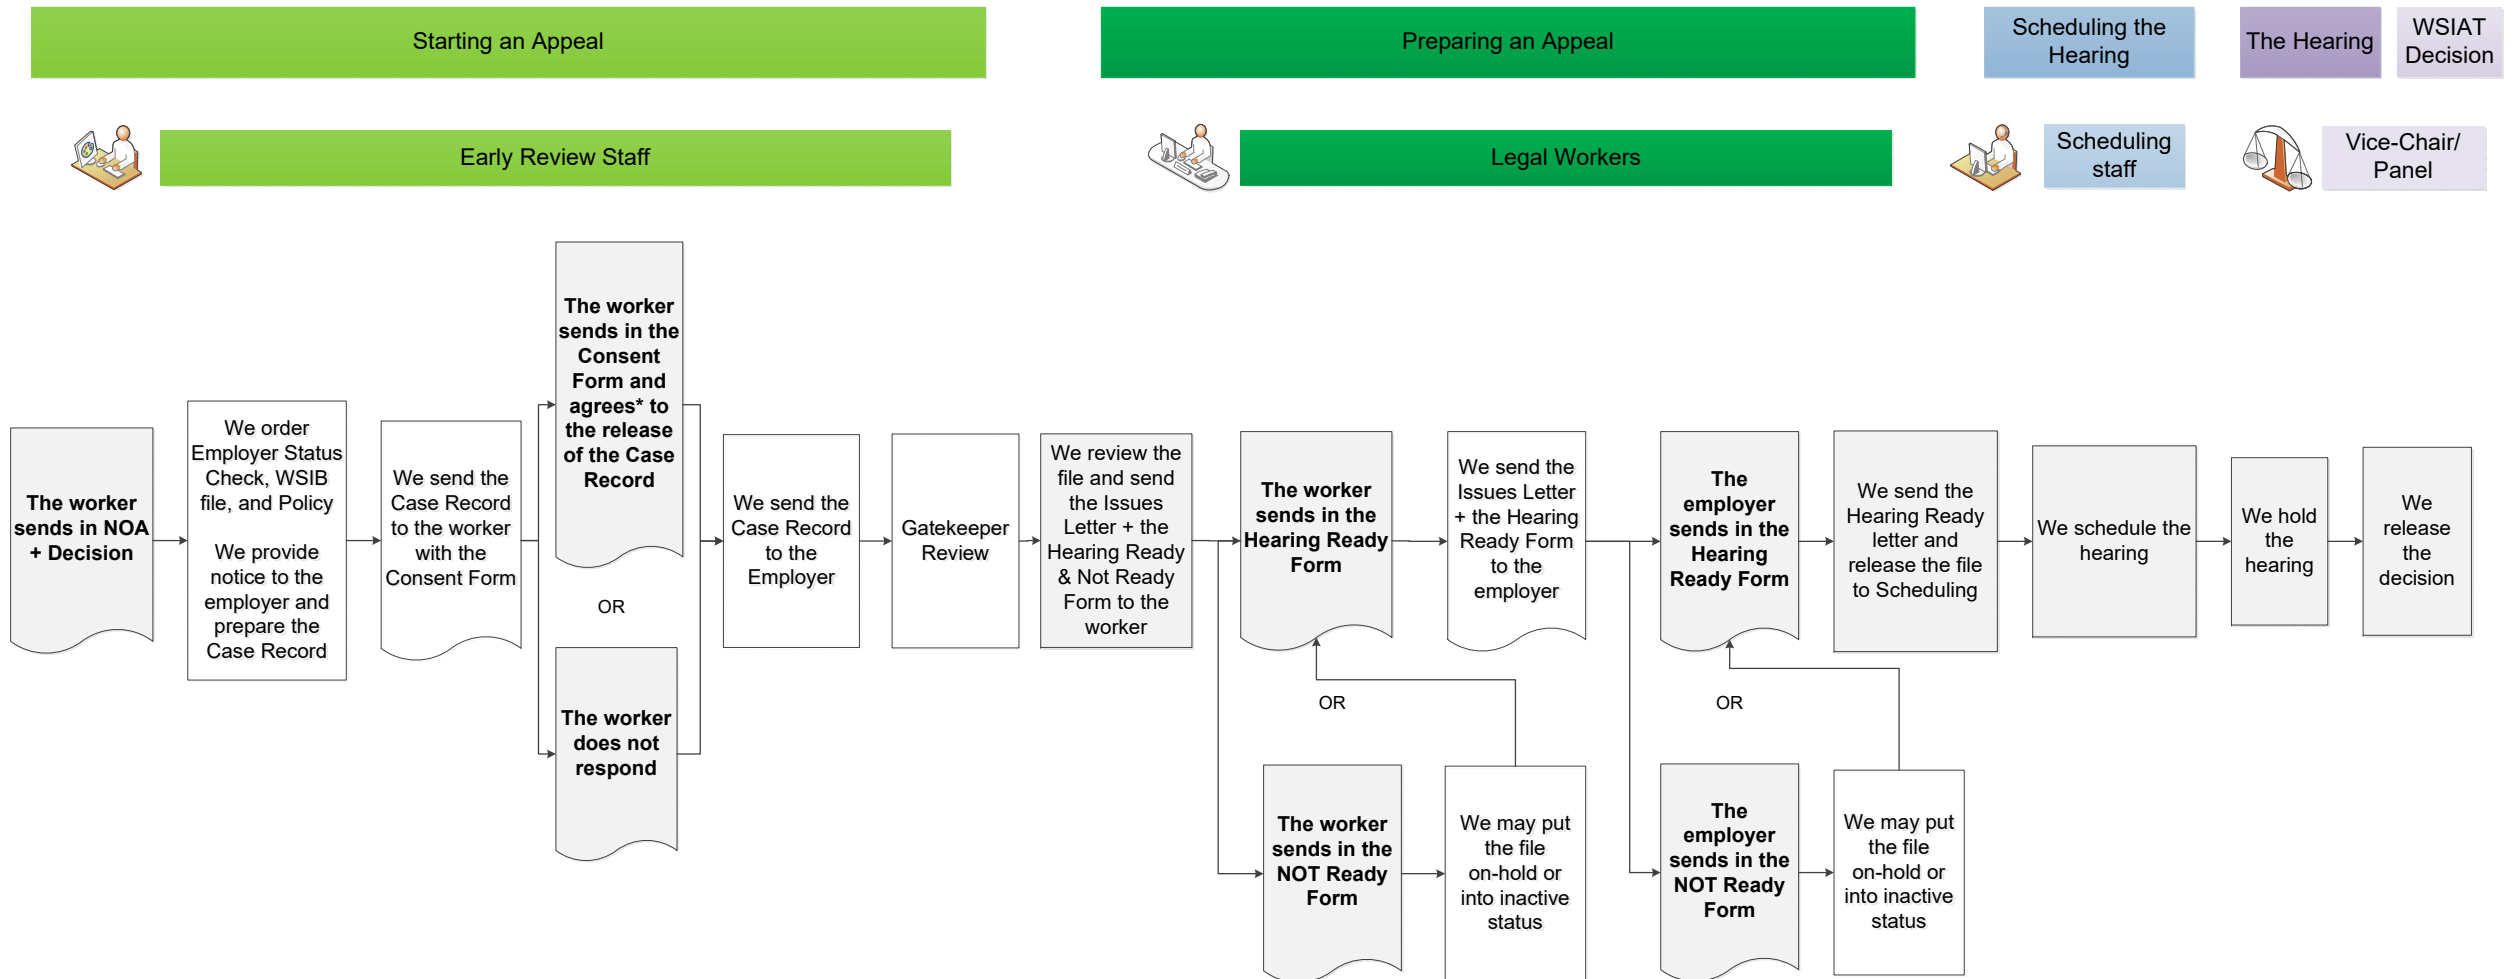 Starting an Appeal
Preparing an Appeal
Scheduling the
Hearing
The Hearing
WSIAT
Decision
Early Review Staff
Legal Workers
Scheduling
staff
Vice-Chair/
Panel
The worker
sends in NOA
+ Decision
We order
Employer Status
Check, WSIB
file, and Policy
We provide
notice to the
employer and
prepare the
Case Record
We send the
Case Record
to the worker
with the
Consent Form
The worker
sends in the
Consent
Form and
agrees* to
the release
of the Case
Record
OR
The worker
does not
respond
We send the
Case Record
to the
Employer
Gatekeeper
Review
We review the
file and send
the Issues
Letter + the
Hearing Ready
& Not Ready
Form to the
worker
The worker
sends in the
Hearing Ready
Form
OR
The worker
sends in the
NOT Ready
Form
We send the
Issues Letter
+ the Hearing
Ready Form
to the
employer
We may put
the file
on-hold or
into inactive
status
The
employer
sends in the
Hearing
Ready Form
OR
The
employer
sends in the
NOT Ready
Form
We send the
Hearing Ready
letter and
release the file
to Scheduling
We may put
the file
on-hold or
into inactive
status
We schedule the
hearing
We hold
the
hearing
We
release
the
decision